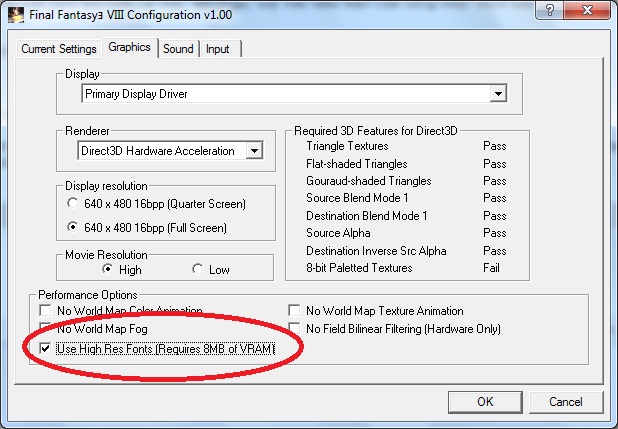 Final Fantasyз VIII Configuration v1.00
Current Settings Graphics Sound Input
Display
Primary Display Driver
Renderer
Direct3D Hardware Acceleration
Display resolution
640 x 480 16bpp (Quarter Screen)
640 x 480 16bpp (Full Screen)
Movie Resolution
High Low
Required 3D Features for Direct3D
Triangle Textures Pass
Flat-shaded Triangles Pass
Gouraud-shaded Triangles Pass
Source Blend Mode 1 Pass
Destination Blend Mode 1 Pass
Source Alpha Pass
Destination Inverse Src Alpha Pass
8-bit Paletted Textures Fail
Performance Options
No World Map Color Animation
No World Map Fog
Use High Res Fonts (Requires 8MB of VRAM)
No World Map Texture Animation
No Field Bilinear Filtering (Hardware Only)
OK Cancel